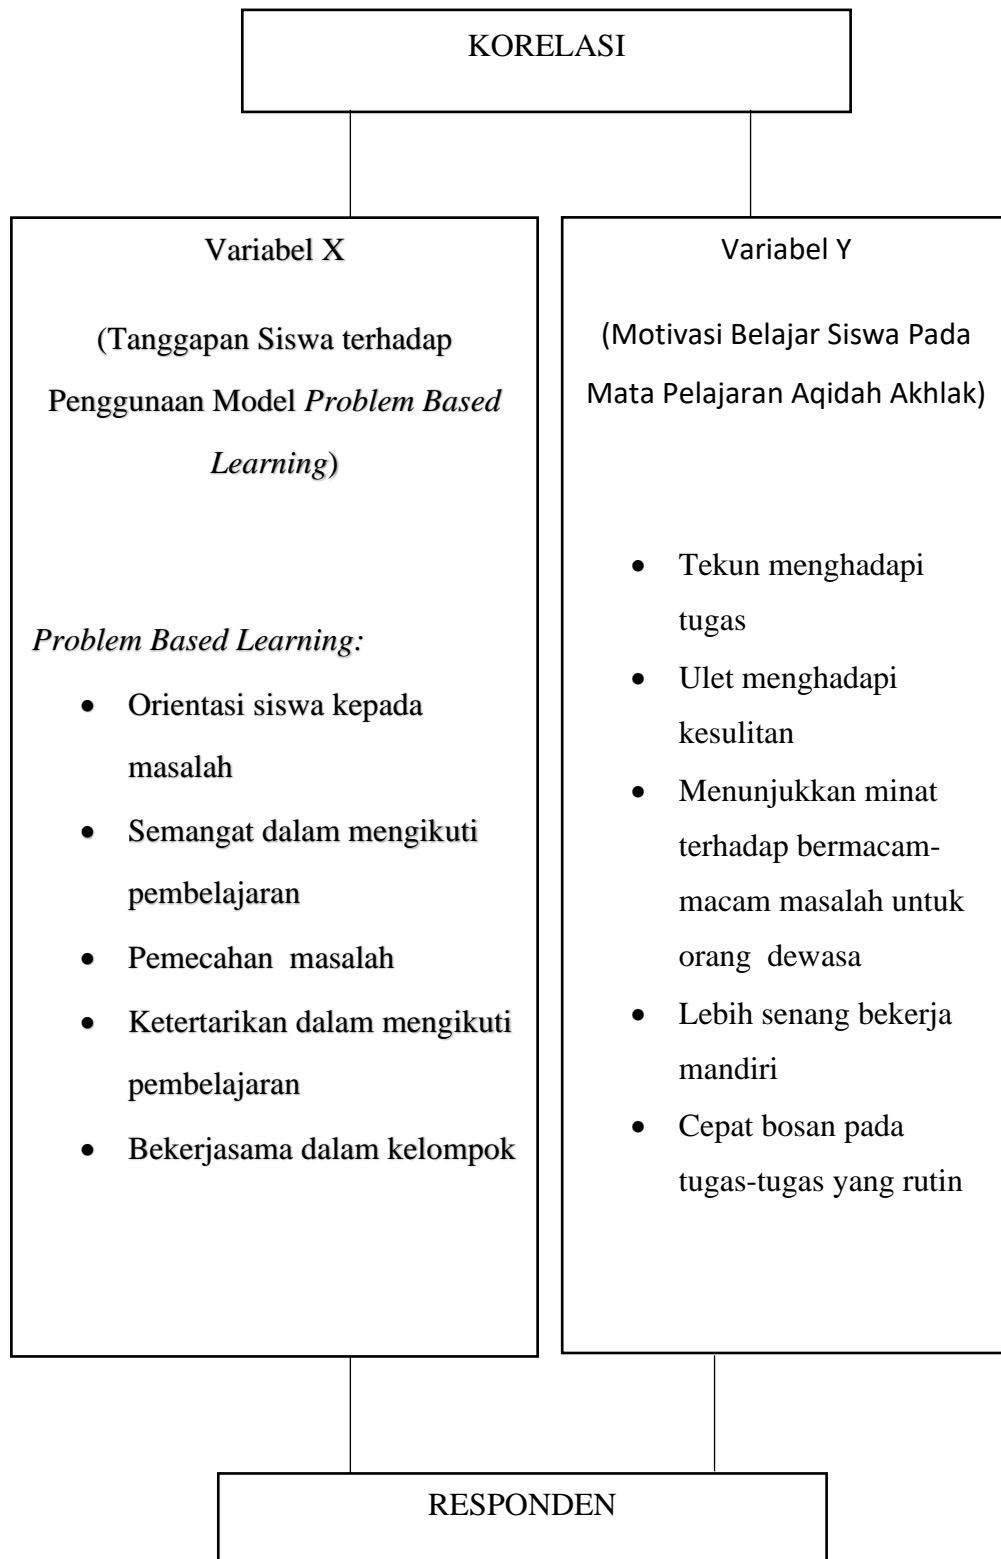 KORELASI
Variabel X
(Tanggapan Siswa terhadap
Penggunaan Model Problem Based
Learning)
Problem Based Learning:
• Orientasi siswa kepada
masalah
• Semangat dalam mengikuti
pembelajaran
• Pemecahan masalah
• Ketertarikan dalam mengikuti
pembelajaran
• Bekerjasama dalam kelompok
Variabel Y
(Motivasi Belajar Siswa Pada
Mata Pelajaran Aqidah Akhlak)
• Tekun menghadapi
tugas
• Ulet menghadapi
kesulitan
• Menunjukkan minat
terhadap bermacam-
macam masalah untuk
orang dewasa
• Lebih senang bekerja
mandiri
• Cepat bosan pada
tugas-tugas yang rutin
RESPONDEN